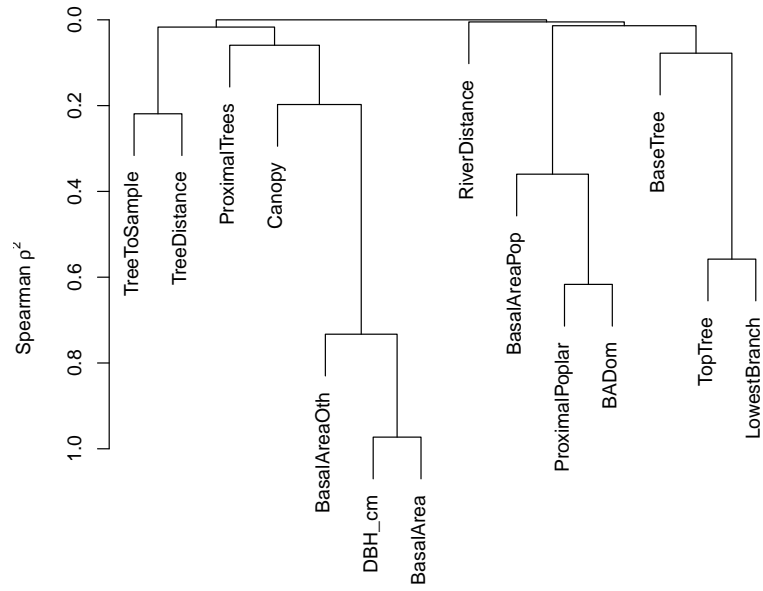 Spearman ρ²
0.0
0.2
0.4
0.6
0.8
1.0
TreeToSample
TreeDistance
ProximalTrees
Canopy
BasalAreaOth
DBH_cm
BasalArea
RiverDistance
BasalAreaPop
ProximalPoplar
BADom
BaseTree
TopTree
LowestBranch